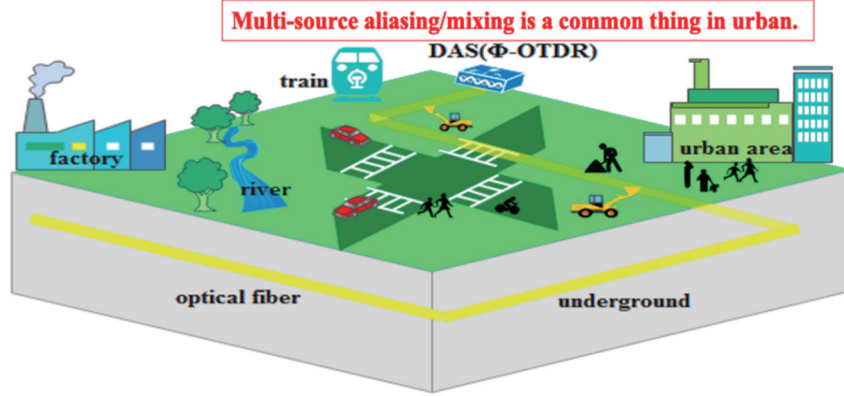 Multi-source aliasing/mixing is a common thing in urban.
DAS(Φ-OTDR)
train
factory
urban area
river
optical fiber
underground